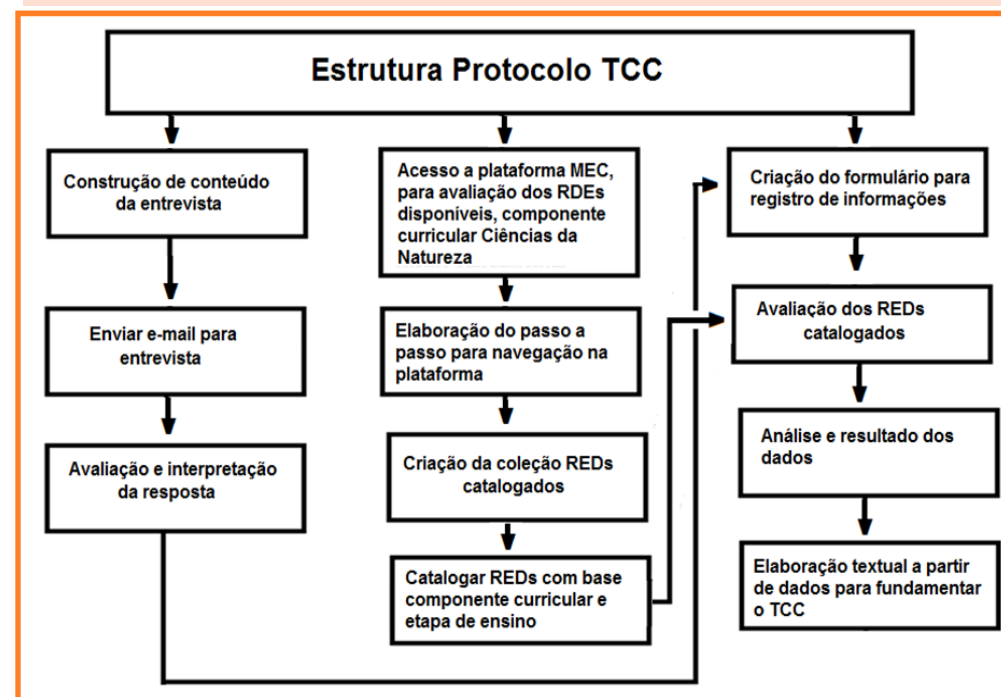 Estrutura Protocolo TCC
Construção de conteúdo
da entrevista
Enviar e-mail para
entrevista
Avaliação e interpretação
da resposta
Acesso a plataforma MEC,
para avaliação dos RDEs
disponíveis, componente
curricular Ciências da
Natureza
Elaboração do passo a
passo para navegação na
plataforma
Criação da coleção REDs
catalogados
Catalogar REDs com base
componente curricular e
etapa de ensino
Criação do formulário para
registro de informações
Avaliação dos REDs
catalogados
Análise e resultado dos
dados
Elaboração textual a partir
de dados para fundamentar
o TCC